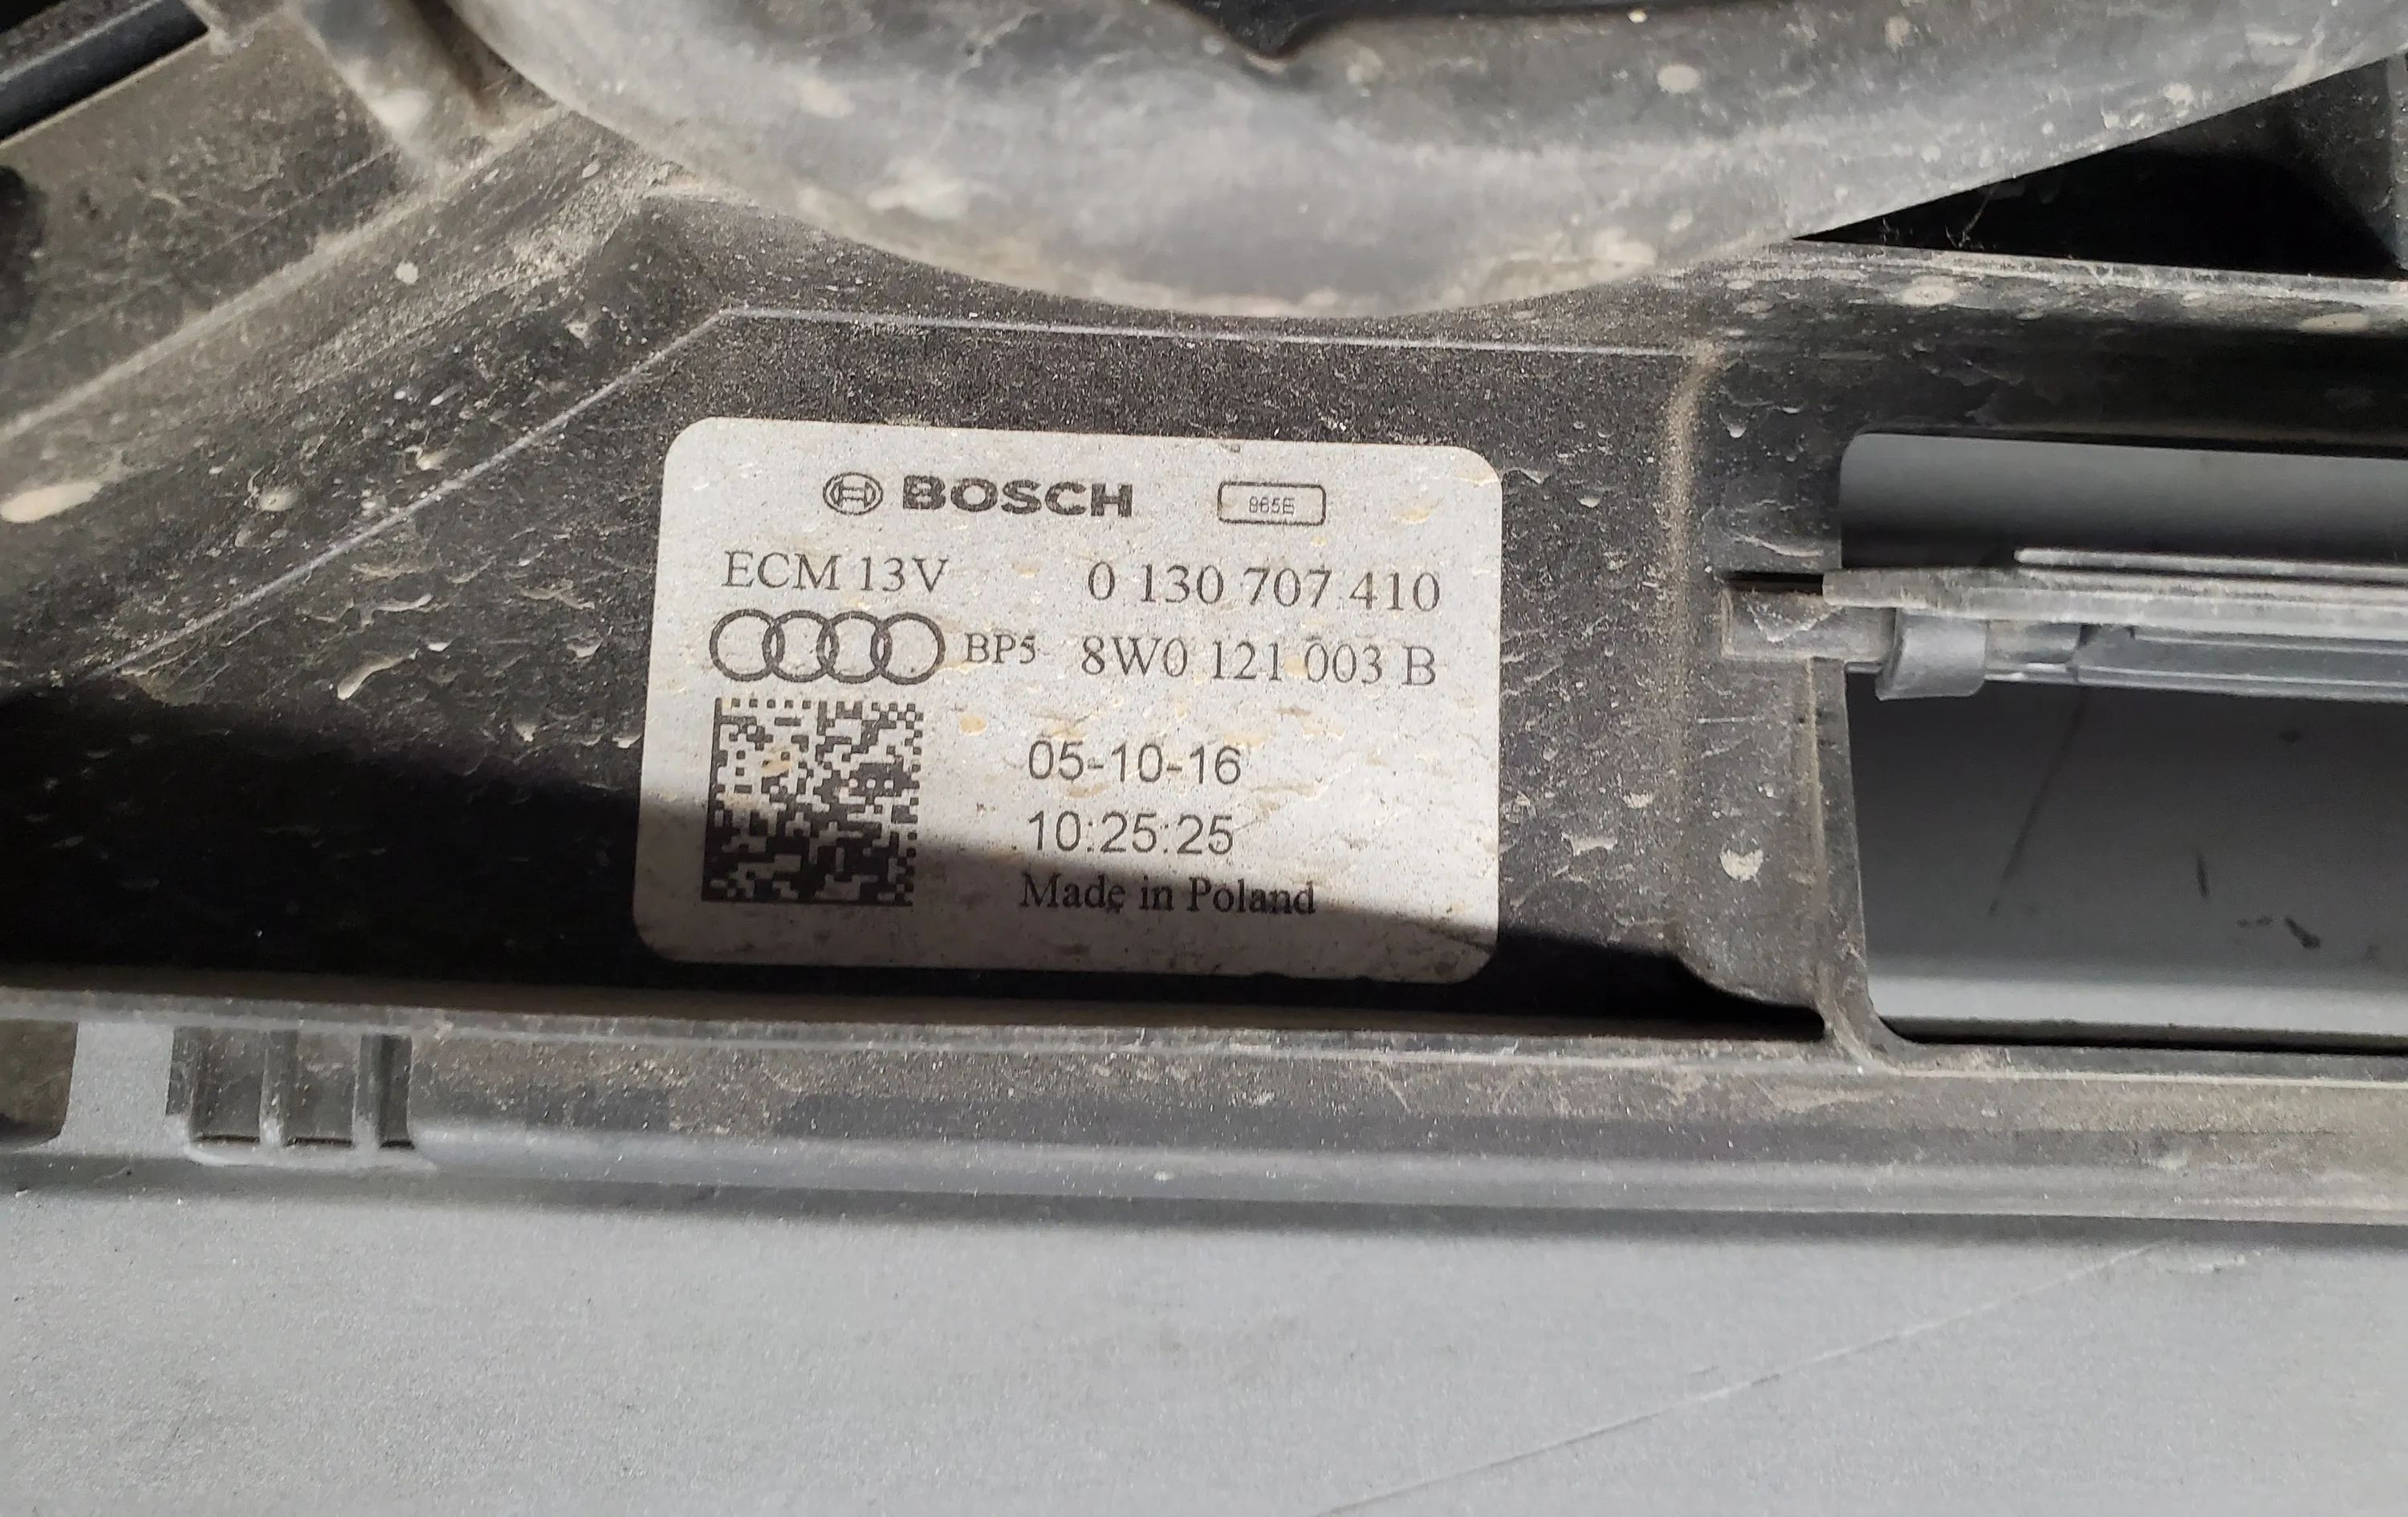 BOSCH 865E
ECM 13V 0 130 707 410
BP5 8W0 121 003 B
05-10-16
10:25:25
Made in Poland